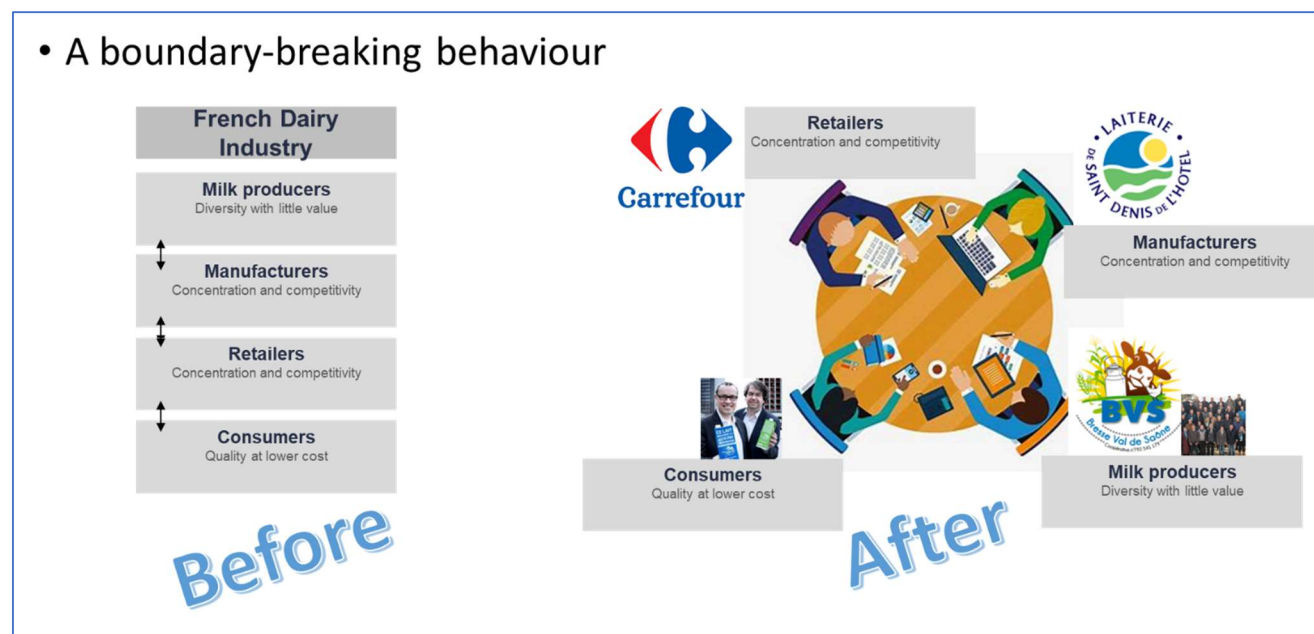 • A boundary-breaking behaviour
French Dairy
Industry
Milk producers
Diversity with little value
Manufacturers
Concentration and competitivity
Retailers
Concentration and competitivity
Consumers
Quality at lower cost
Before
Carrefour
Retailers
Concentration and competitivity
• LAITERIE •
DE SAINT DENIS DE L'HOTEL
Manufacturers
Concentration and competitivity
BVS
Bresse Val de Saône
Consumers
Quality at lower cost
Milk producers
Diversity with little value
After